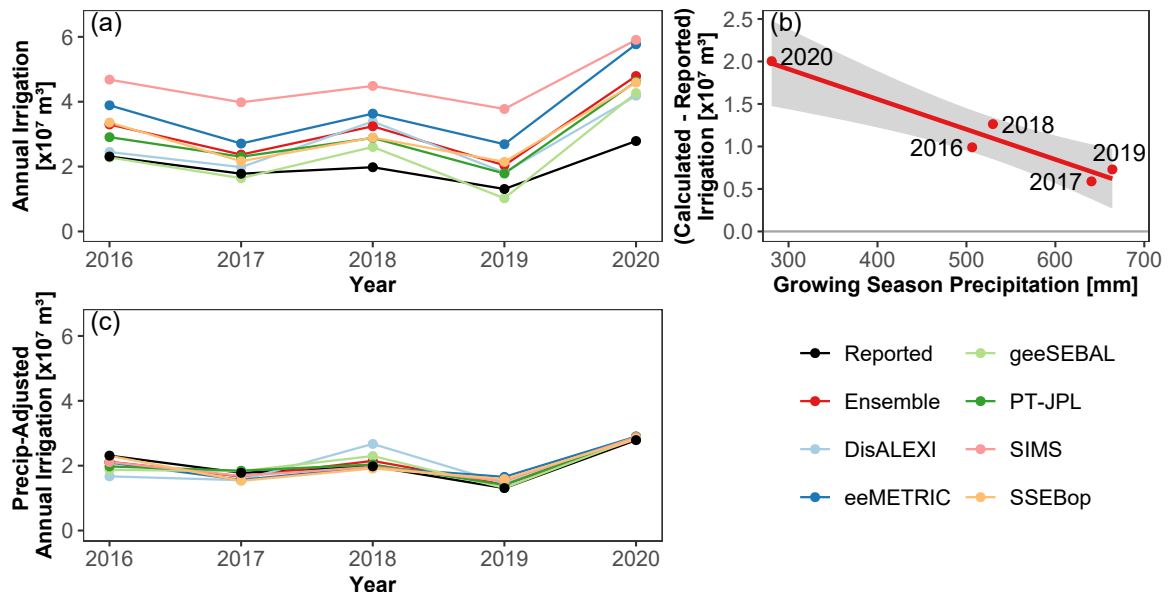 (a)
Annual Irrigation
[x10⁷ m³]
6
4
2
0
2016 2017 2018 2019 2020
Year
(b)
(Calculated - Reported)
Irrigation [x10⁷ m³]
2.5
2.0
1.5
1.0
0.5
0.0
2020
2018
2016
2019
2017
300 400 500 600 700
Growing Season Precipitation [mm]
(c)
Precip-Adjusted
Annual Irrigation [x10⁷ m³]
6
4
2
0
2016 2017 2018 2019 2020
Year
Reported geeSEBAL
Ensemble PT-JPL
DisALEXI SIMS
eeMETRIC SSEBop